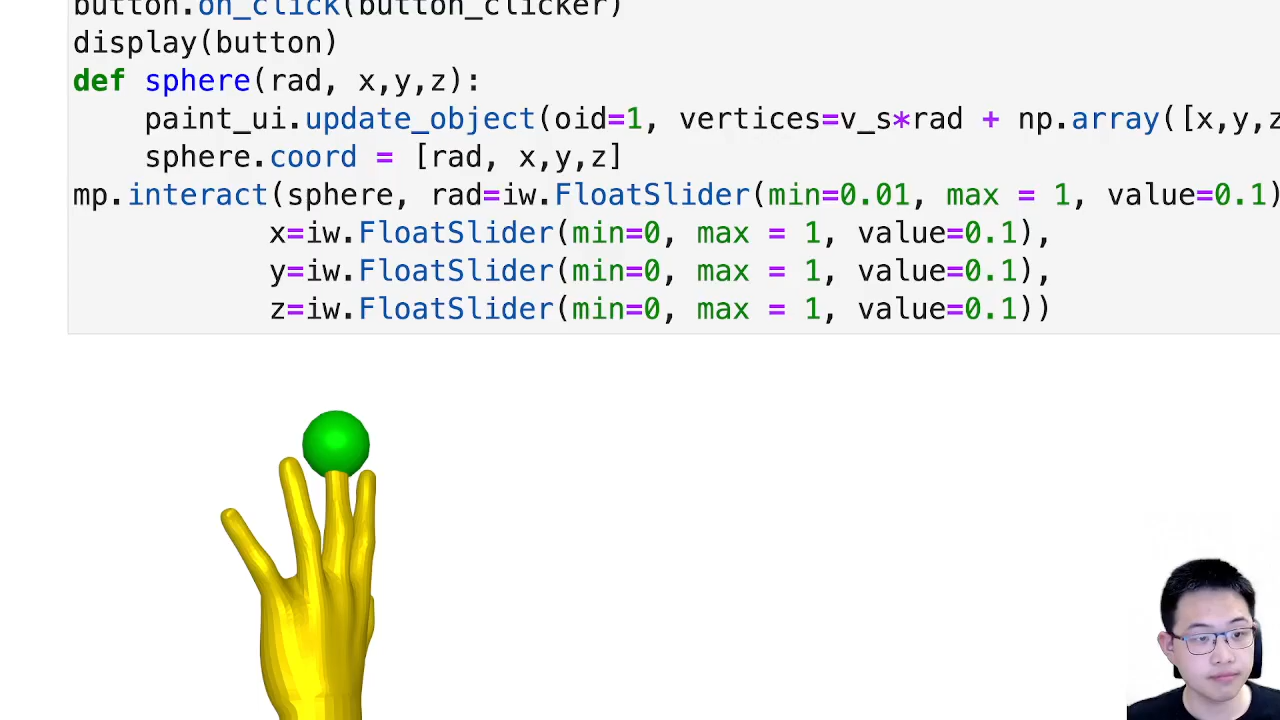 button.on_click(button_clicker)
display(button)
def sphere(rad, x,y,z):
    paint_ui.update_object(oid=1, vertices=v_s*rad + np.array([x,y,z
    sphere.coord = [rad, x,y,z]
mp.interact(sphere, rad=iw.FloatSlider(min=0.01, max = 1, value=0.1)
           x=iw.FloatSlider(min=0, max = 1, value=0.1),
           y=iw.FloatSlider(min=0, max = 1, value=0.1),
           z=iw.FloatSlider(min=0, max = 1, value=0.1))